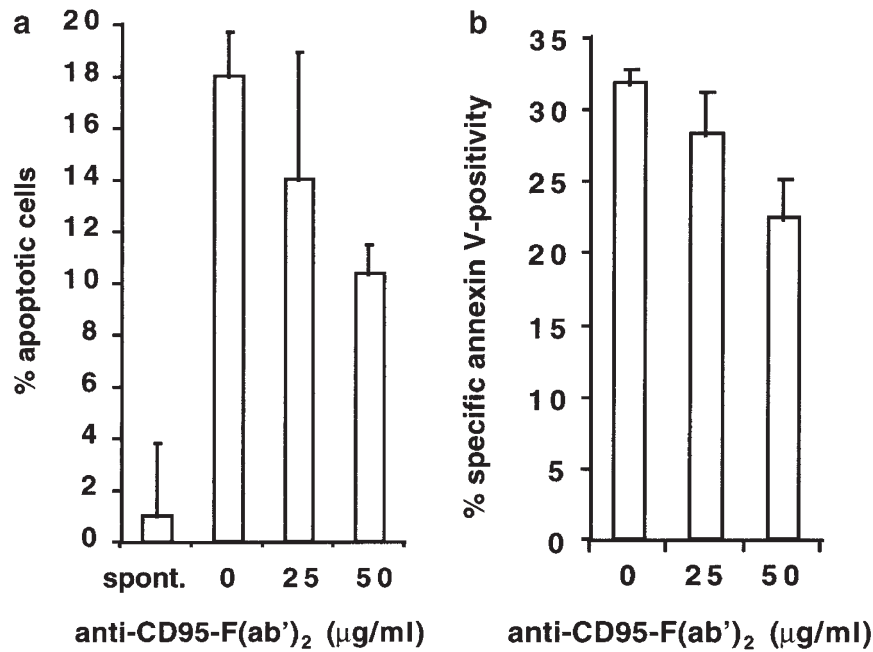 a
% apoptotic cells
20
18
16
14
12
10
8
6
4
2
0
spont. 0 25 50
anti-CD95-F(ab')₂ (μg/ml)
b
% specific annexin V-positivity
35
30
25
20
15
10
5
0
0 25 50
anti-CD95-F(ab')₂ (μg/ml)